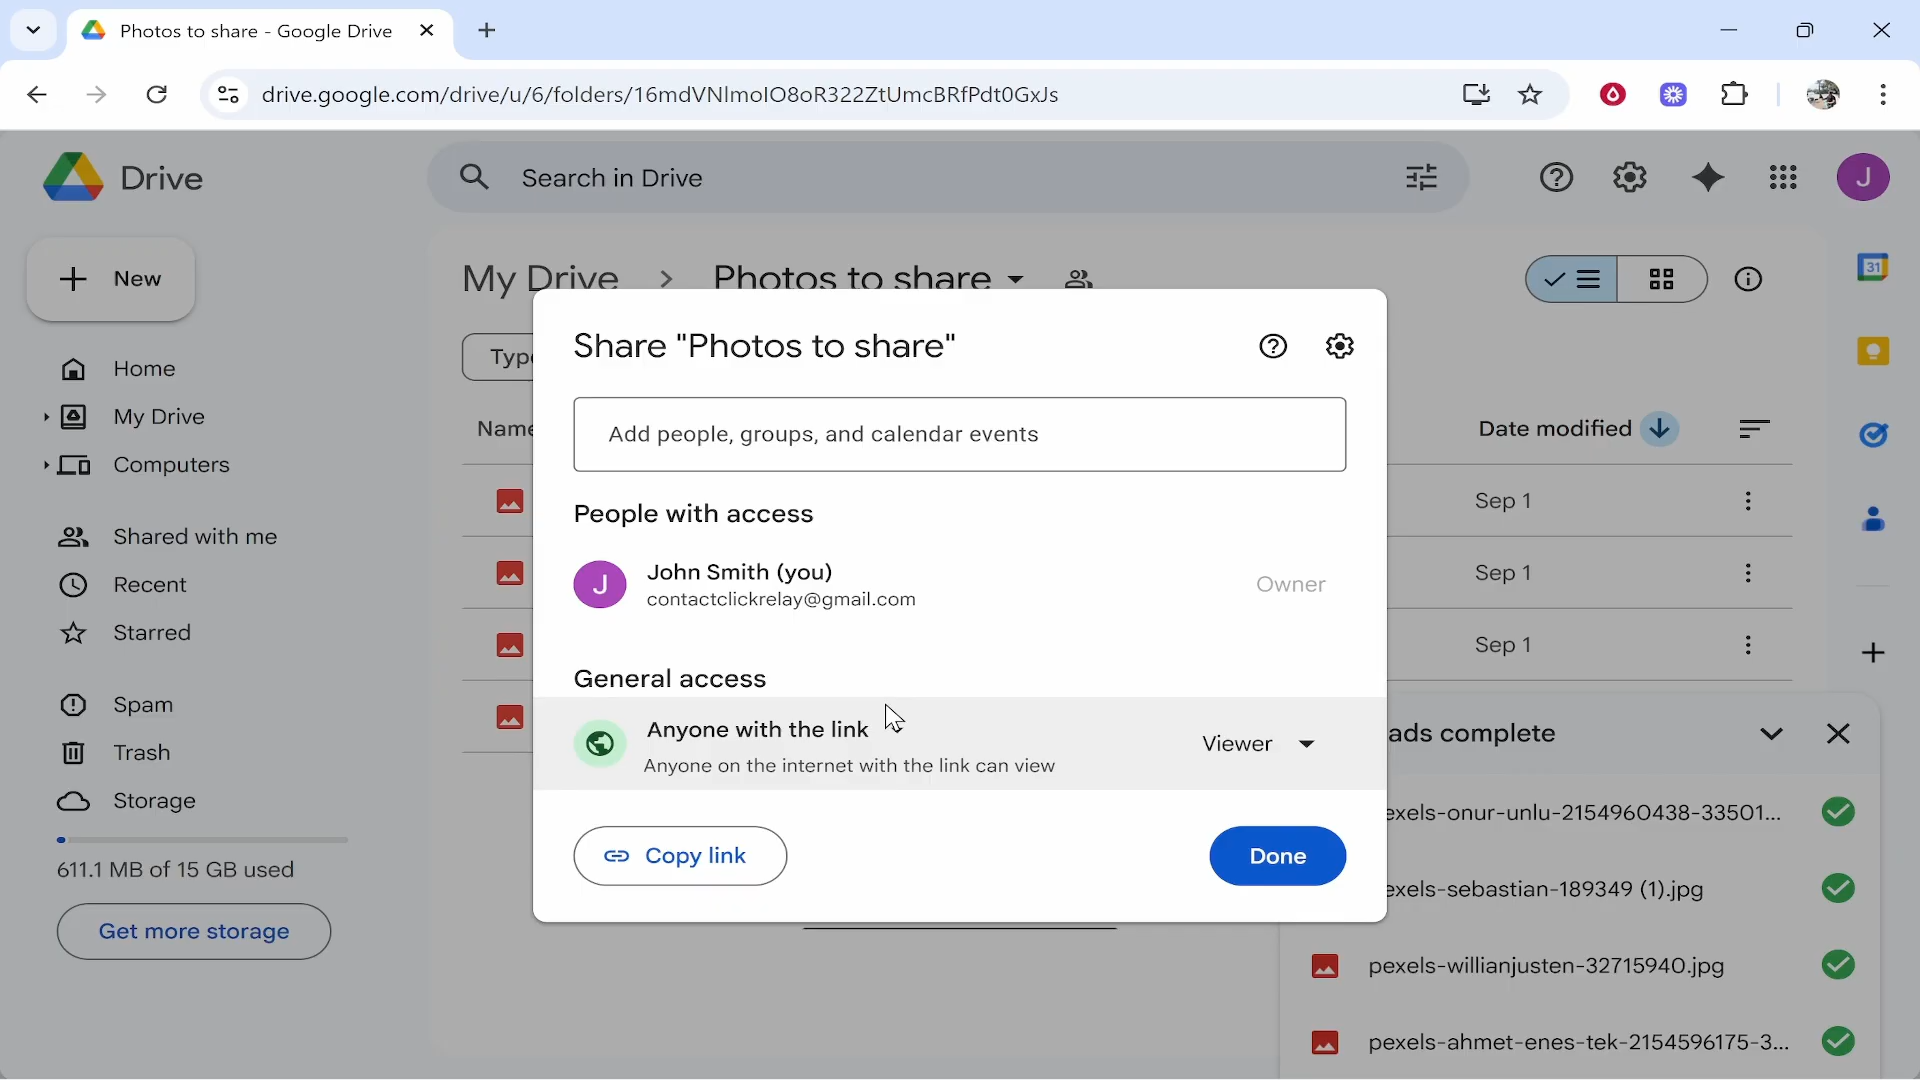 Photos to share - Google Drive
drive.google.com/drive/u/6/folders/16mdVNlmoIO8oR322ZtUmcBRfPdt0GxJs
Drive
Search in Drive
J
New
My Drive > Photos to share
31
Home
My Drive
Computers
Shared with me
Recent
Starred
Spam
Trash
Storage
611.1 MB of 15 GB used
Get more storage
Type
Name
Date modified
Sep 1
Sep 1
Sep 1
Share "Photos to share"
Add people, groups, and calendar events
People with access
J
John Smith (you)
contactclickrelay@gmail.com
Owner
General access
Anyone with the link
Anyone on the internet with the link can view
Viewer
Copy link
Done
ads complete
exels-onur-unlu-2154960438-33501...
exels-sebastian-189349 (1).jpg
pexels-willianjusten-32715940.jpg
pexels-ahmet-enes-tek-2154596175-3...